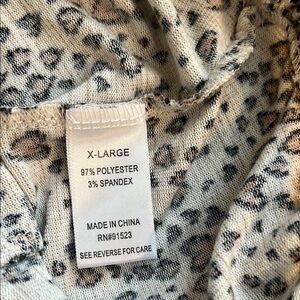 X-LARGE
97% POLYESTER
3% SPANDEX
MADE IN CHINA
RN#91523
SEE REVERSE FOR CARE